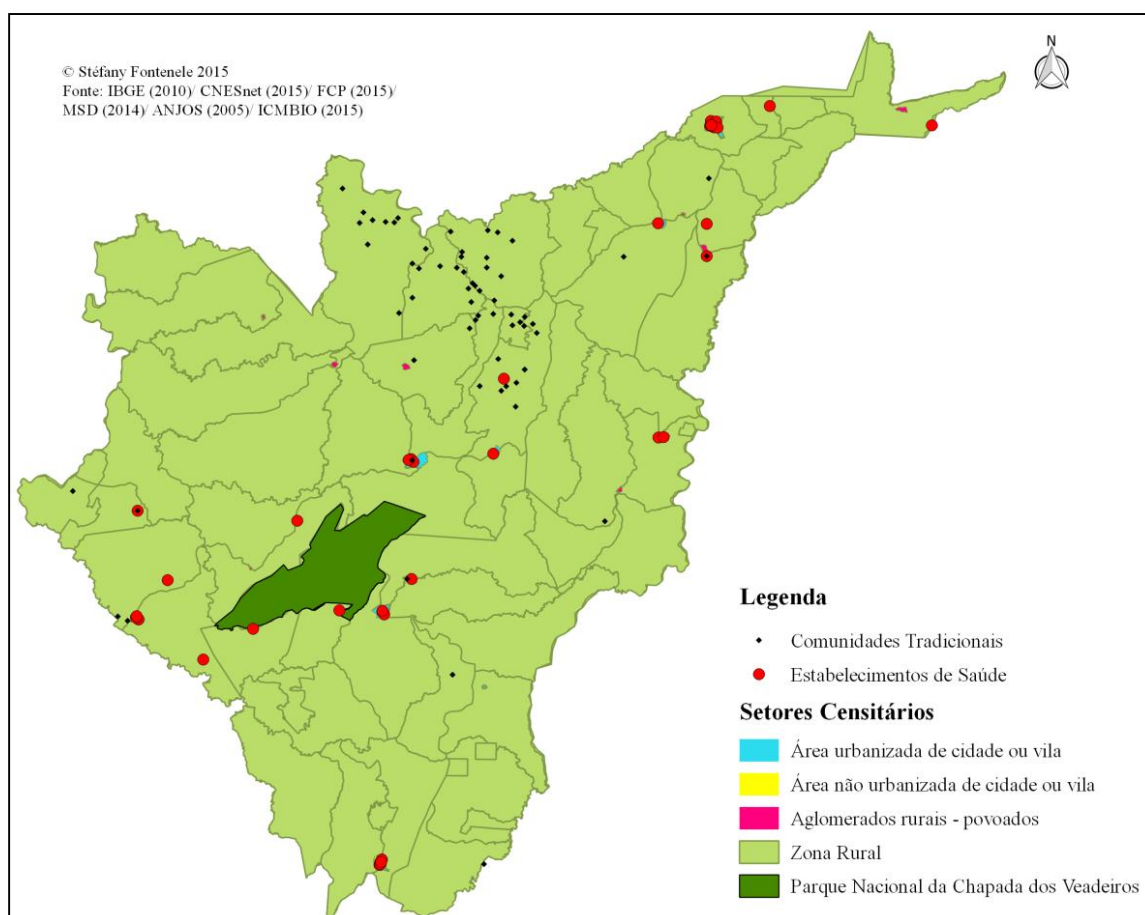 © Stéfany Fontenele 2015
Fonte: IBGE (2010)/ CNESnet (2015)/ FCP (2015)/
MSD (2014)/ ANJOS (2005)/ ICMBIO (2015)
N
Legenda
Comunidades Tradicionais
Estabelecimentos de Saúde
Setores Censitários
Área urbanizada de cidade ou vila
Área não urbanizada de cidade ou vila
Aglomerados rurais - povoados
Zona Rural
Parque Nacional da Chapada dos Veadeiros